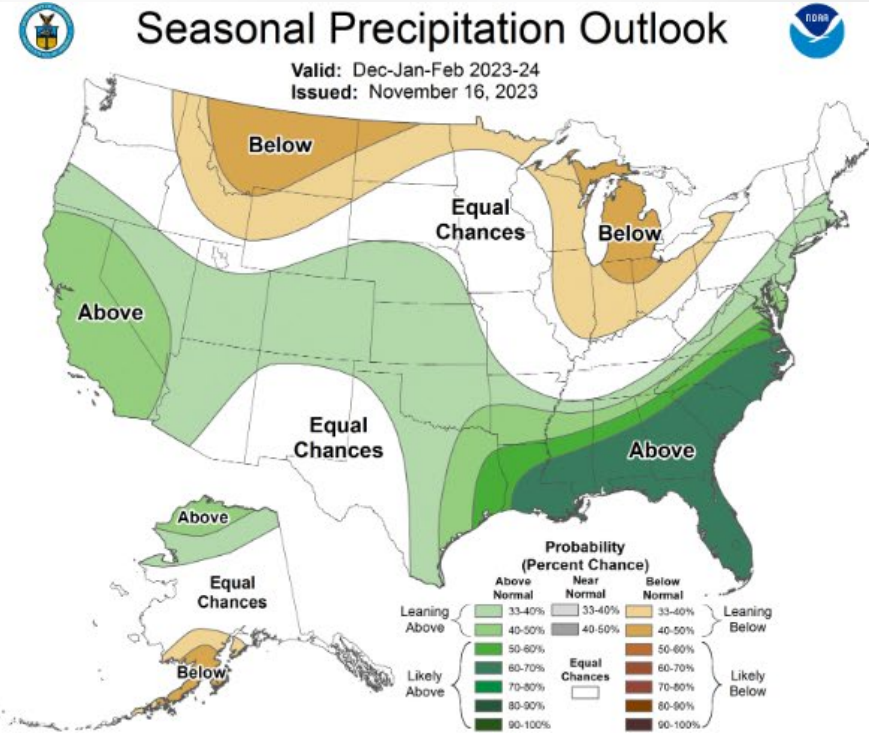 Seasonal Precipitation Outlook
NOAA
Valid: Dec-Jan-Feb 2023-24
Issued: November 16, 2023
Below
Equal
Chances
Below
Above
Equal
Chances
Above
Above
Equal
Chances
Below
Probability
(Percent Chance)
Above
Normal
Near
Normal
Below
Normal
Leaning
Above
33-40%
33-40%
33-40%
Leaning
Below
40-50%
40-50%
40-50%
Likely
Above
50-60%
60-70%
70-80%
80-90%
90-100%
Equal
Chances
50-60%
60-70%
70-80%
80-90%
90-100%
Likely
Below